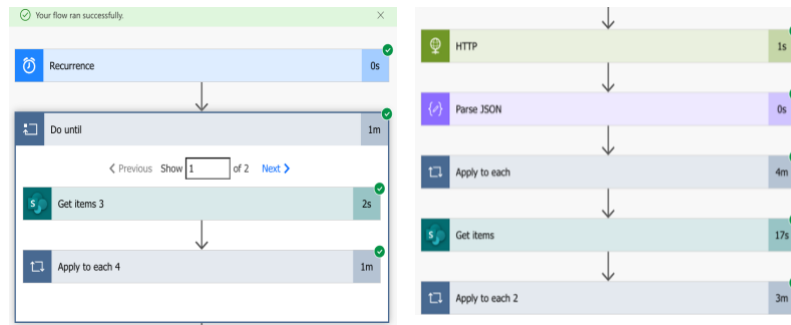 Your flow ran successfully.
Recurrence
0s
Do until
1m
Previous Show 1 of 2 Next
Get items 3
2s
Apply to each 4
1m
HTTP
1s
Parse JSON
0s
Apply to each
4m
Get items
17s
Apply to each 2
3m